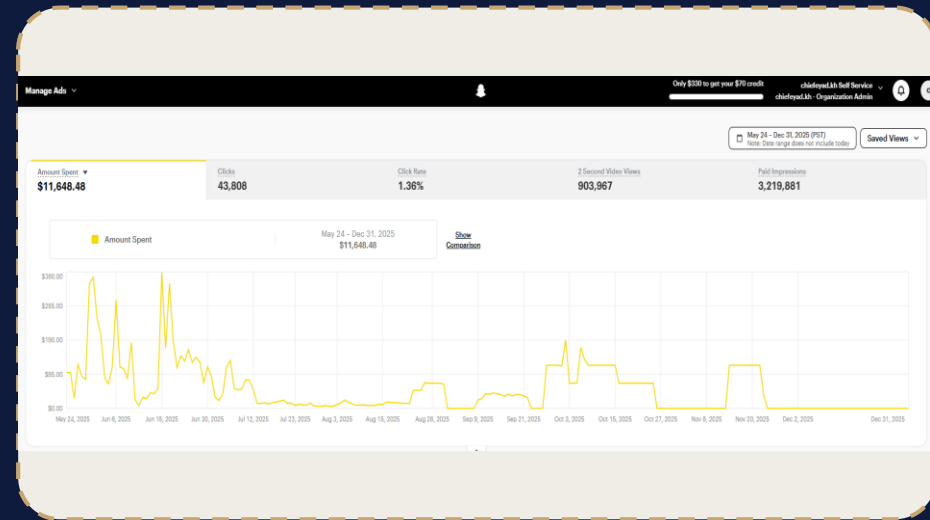 Manage Ads
Only $330 to get your $70 credit
chiefeyad.kh Self Service
chiefeyad.kh - Organization Admin
May 24 - Dec 31, 2025 (PST)
Note: Date range does not include today
Saved Views
Amount Spent
$11,648.48
Clicks
43,808
Click Rate
1.36%
2 Second Video Views
903,967
Paid Impressions
3,219,881
Amount Spent
May 24 - Dec 31, 2025
$11,648.48
Show
Comparison
$380.00
$285.00
$190.00
$95.00
$0.00
May 24, 2025 Jun 6, 2025 Jun 18, 2025 Jun 30, 2025 Jul 12, 2025 Jul 23, 2025 Aug 3, 2025 Aug 15, 2025 Aug 28, 2025 Sep 9, 2025 Sep 21, 2025 Oct 3, 2025 Oct 15, 2025 Oct 27, 2025 Nov 8, 2025 Nov 20, 2025 Dec 2, 2025 Dec 31, 2025